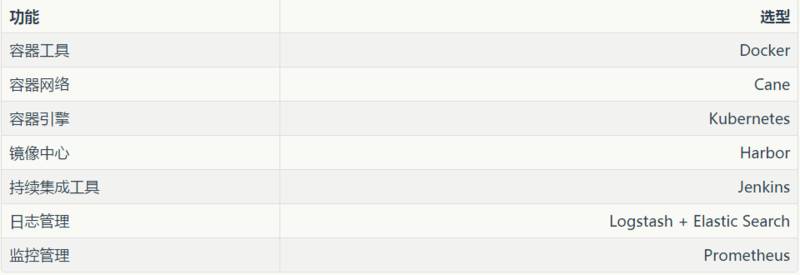 功能 选型
容器工具 Docker
容器网络 Cane
容器引擎 Kubernetes
镜像中心 Harbor
持续集成工具 Jenkins
日志管理 Logstash + Elastic Search
监控管理 Prometheus